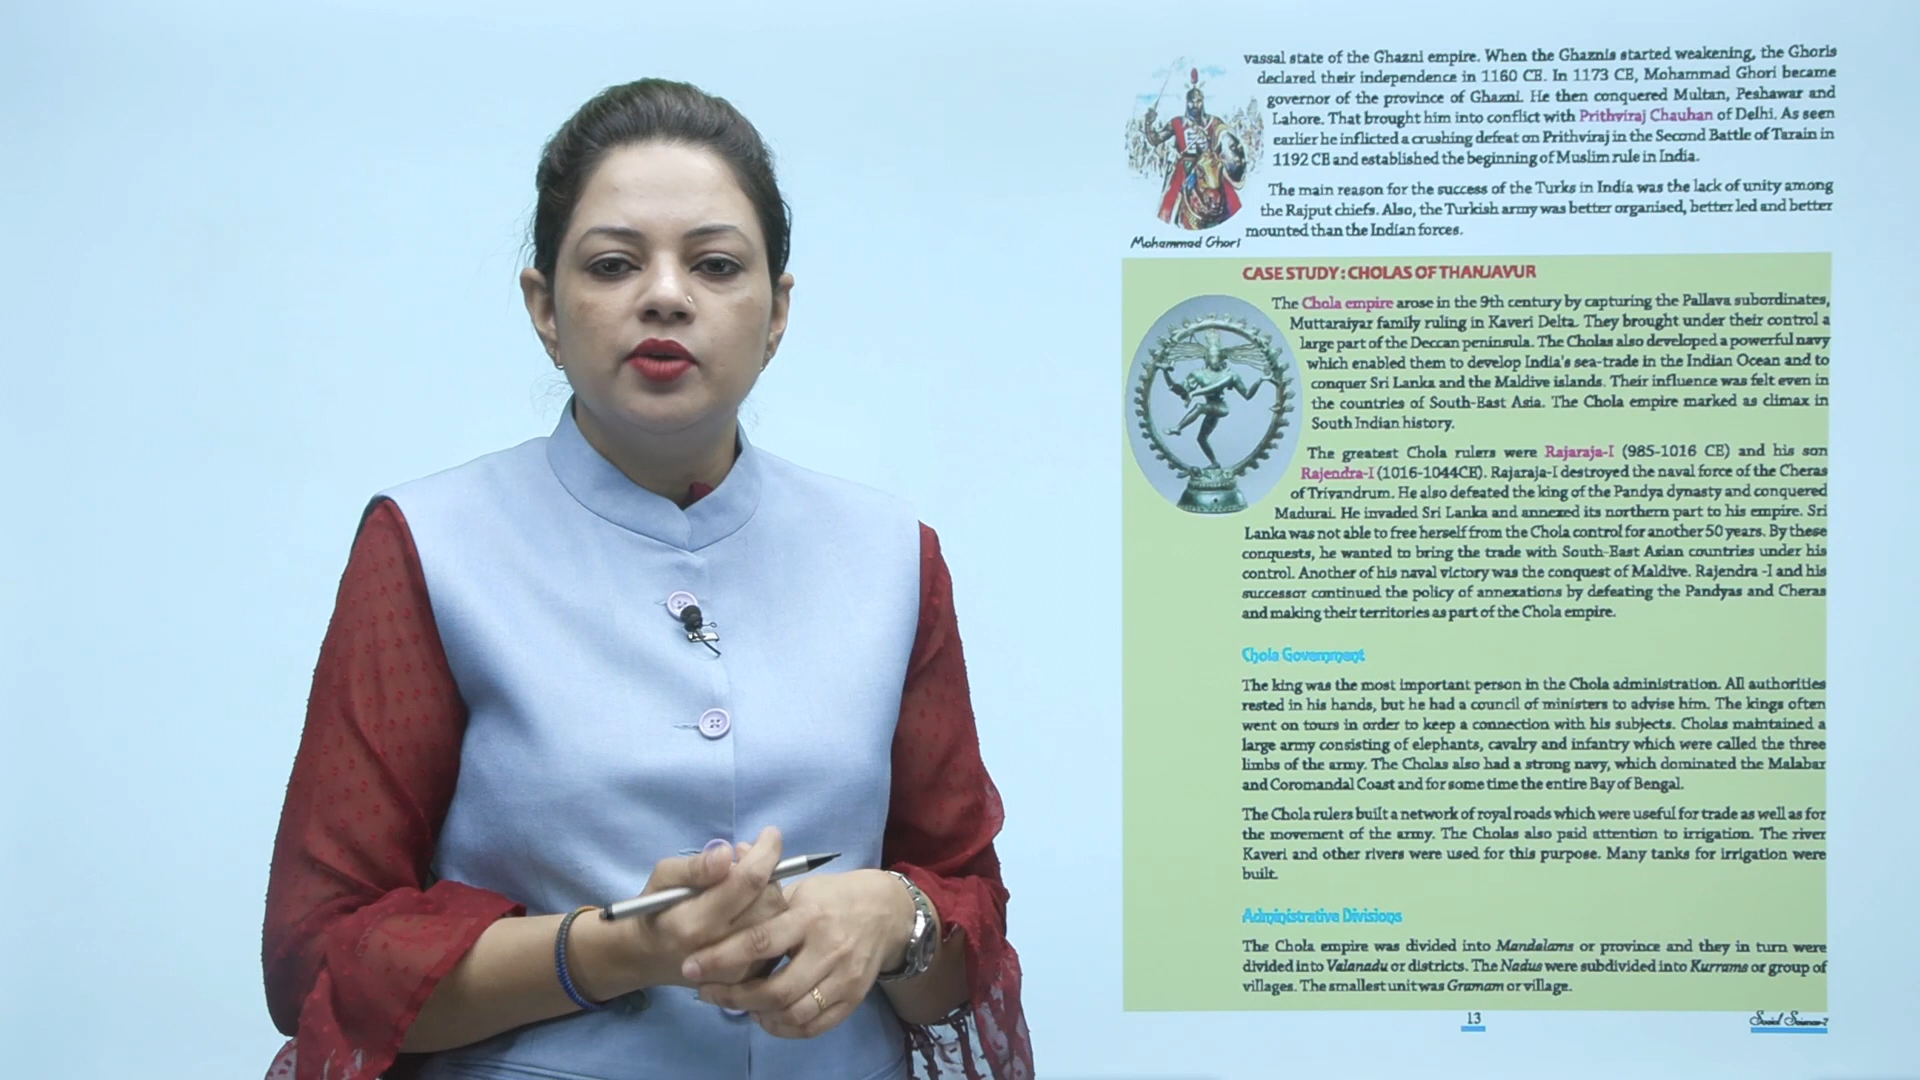 vassal state of the Ghazni empire. When the Ghaznis started weakening, the Ghoris
declared their independence in 1160 CE. In 1173 CE, Mohammad Ghori became
governor of the province of Ghazni. He then conquered Multan, Peshawar and
Lahore. That brought him into conflict with Prithviraj Chauhan of Delhi. As seen
earlier he inflicted a crushing defeat on Prithviraj in the Second Battle of Tarain in
1192 CE and established the beginning of Muslim rule in India.
The main reason for the success of the Turks in India was the lack of unity among
the Rajput chiefs. Also, the Turkish army was better organised, better led and better
mounted than the Indian forces.
Mohammad Ghori
CASE STUDY : CHOLAS OF THANJAVUR
The Chola empire arose in the 9th century by capturing the Pallava subordinates,
Muttaraiyar family ruling in Kaveri Delta. They brought under their control a
large part of the Deccan peninsula. The Cholas also developed a powerful navy
which enabled them to develop India's sea-trade in the Indian Ocean and to
conquer Sri Lanka and the Maldive islands. Their influence was felt even in
the countries of South-East Asia. The Chola empire marked as climax in
South Indian history.
The greatest Chola rulers were Rajaraja-I (985-1016 CE) and his son
Rajendra-I (1016-1044CE). Rajaraja-I destroyed the naval force of the Cheras
of Trivandrum. He also defeated the king of the Pandya dynasty and conquered
Madurai. He invaded Sri Lanka and annexed its northern part to his empire. Sri
Lanka was not able to free herself from the Chola control for another 50 years. By these
conquests, he wanted to bring the trade with South-East Asian countries under his
control. Another of his naval victory was the conquest of Maldive. Rajendra -I and his
successor continued the policy of annexations by defeating the Pandyas and Cheras
and making their territories as part of the Chola empire.
Chola Government
The king was the most important person in the Chola administration. All authorities
rested in his hands, but he had a council of ministers to advise him. The kings often
went on tours in order to keep a connection with his subjects. Cholas maintained a
large army consisting of elephants, cavalry and infantry which were called the three
limbs of the army. The Cholas also had a strong navy, which dominated the Malabar
and Coromandal Coast and for some time the entire Bay of Bengal.
The Chola rulers built a network of royal roads which were useful for trade as well as for
the movement of the army. The Cholas also paid attention to irrigation. The river
Kaveri and other rivers were used for this purpose. Many tanks for irrigation were
built.
Administrative Divisions
The Chola empire was divided into Mandalams or province and they in turn were
divided into Valanadu or districts. The Nadus were subdivided into Kurrams or group of
villages. The smallest unit was Gramam or village.
13
Social Science-7